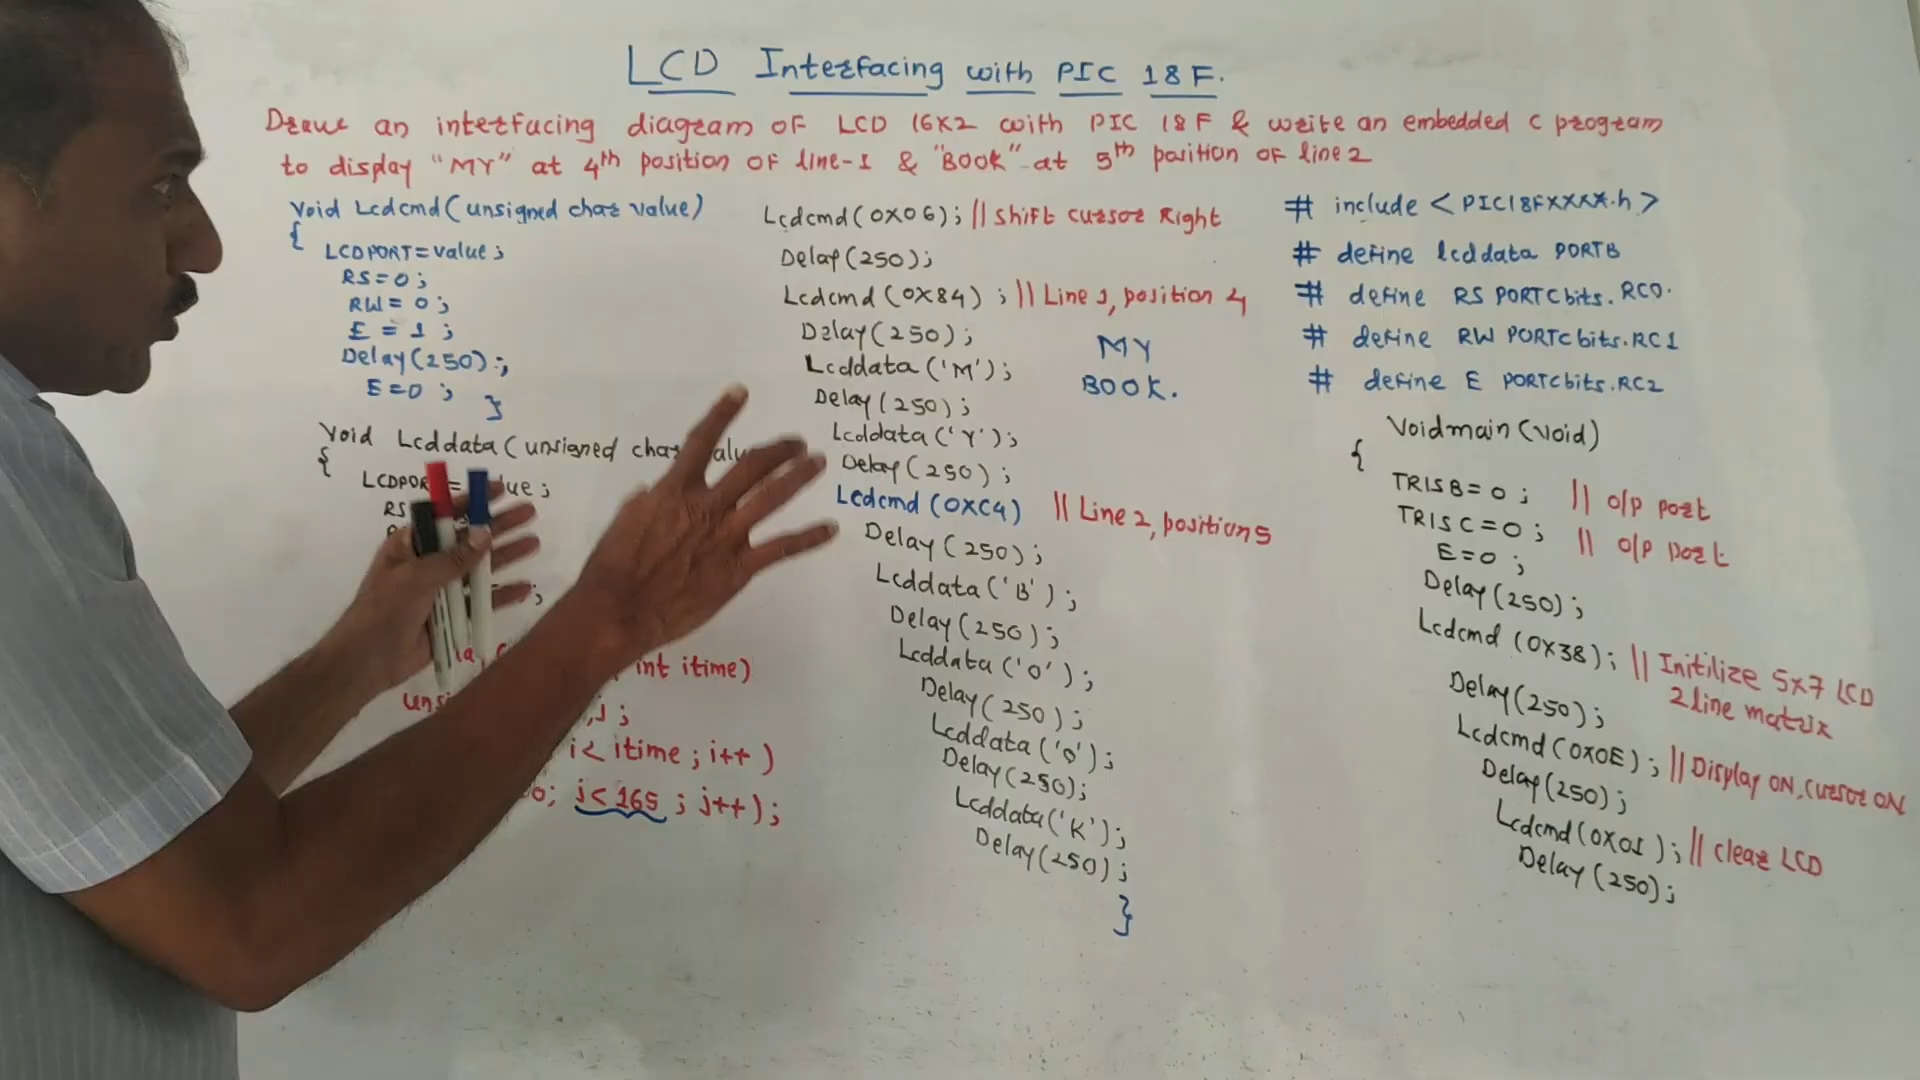 LCD Interfacing with PIC 18F.
Draw an interfacing diagram of LCD 16X2 with PIC 18F & write an embedded c program
to display "MY" at 4th position of line-1 & "BOOK" at 5th position of line 2
# include <PIC18FXXXX.h>
# define lcddata PORTB
# define RS PORTCbits.RC0.
# define RW PORTCbits.RC1
# define E PORTCbits.RC2
Void main (void)
{
TRISB=0; || o/p port
TRISC=0; || o/p port
E=0;
Delay(250);
Lcdcmd (0X38); || Initilize 5x7 LCD
2 line matrix
Delay(250);
Lcdcmd (0X0E); || Display ON, cursor ON
Delay(250);
Lcdcmd(0X01); || clear LCD
Delay (250);
Lcdcmd(0X06); || shift cursor Right
Delay(250);
Lcdcmd (0X84); || Line 1, position 4
Delay(250);
Lcddata ('M');
Delay (250);
Lcddata('Y');
Delay (250);
Lcdcmd (0XC4) || Line 2, position 5
Delay (250);
Lcddata('B');
Delay (250);
Lcddata ('O');
Delay (250);
Lcddata ('O');
Delay(250);
Lcddata('K');
Delay(250);
}
MY
BOOK.
Void Lcdcmd(unsigned char value)
{
LCDPORT=value;
RS=0;
RW=0;
E=1;
Delay(250);
E=0; }
Void Lcddata(unsigned char
{
LCDPOR
RS
int itime)
i< itime; i++)
0; j<165; j++);